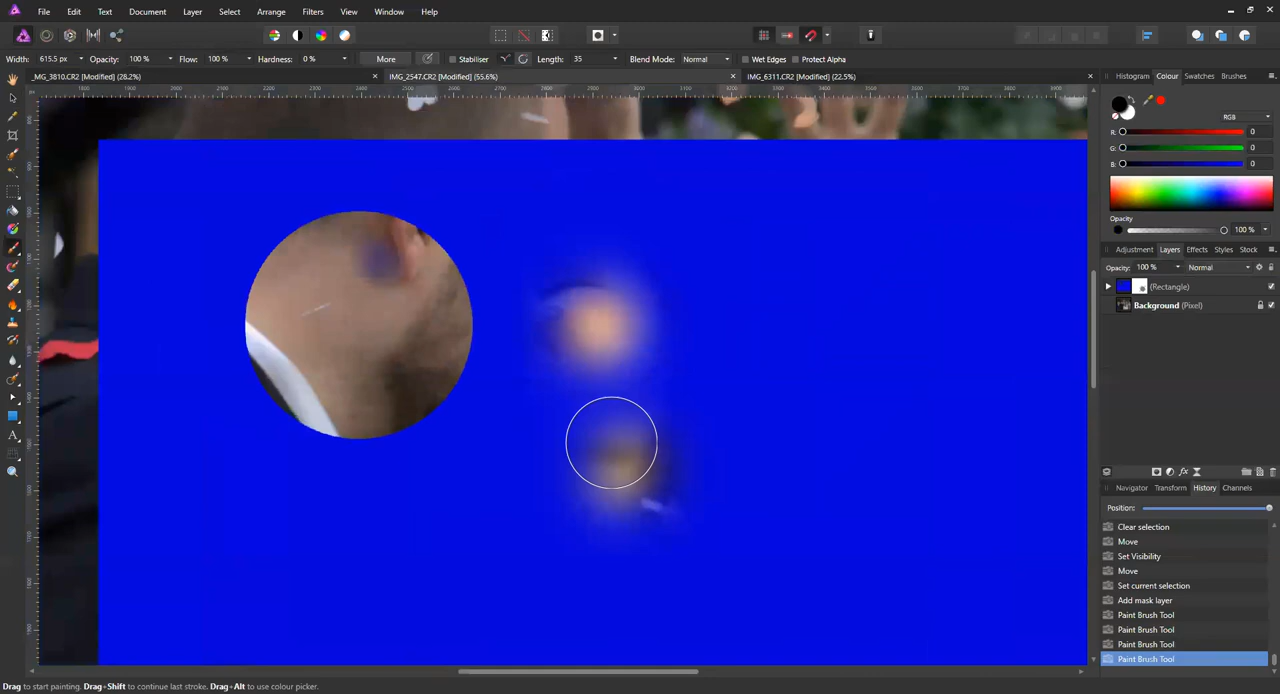 File Edit Text Document Layer Select Arrange Filters View Window Help
Width: 615.5 px Opacity: 100 % Flow: 100 % Hardness: 0 % More Stabiliser Length: 35 Blend Mode: Normal Wet Edges Protect Alpha
_MG_3810.CR2 [Modified] (28.2%) IMG_2547.CR2 [Modified] (55.6%) IMG_6311.CR2 [Modified] (22.5%)
Histogram Colour Swatches Brushes
RGB
R: 0
G: 0
B: 0
Opacity
100 %
Adjustment Layers Effects Styles Stock
Opacity: 100 % Normal
(Rectangle)
Background (Pixel)
Navigator Transform History Channels
Position:
Clear selection
Move
Set Visibility
Move
Set current selection
Add mask layer
Paint Brush Tool
Paint Brush Tool
Paint Brush Tool
Paint Brush Tool
Drag to start painting. Drag+Shift to continue last stroke. Drag+Alt to use colour picker.